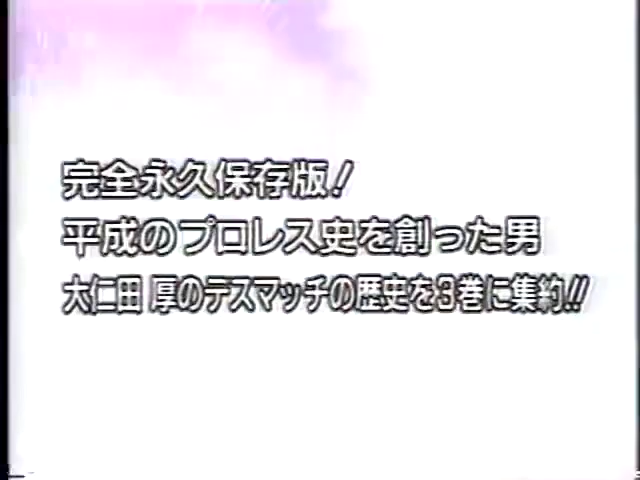 完全永久保存版!
平成のプロレス史を創った男
大仁田 厚のデスマッチの歴史を3巻に集約!!